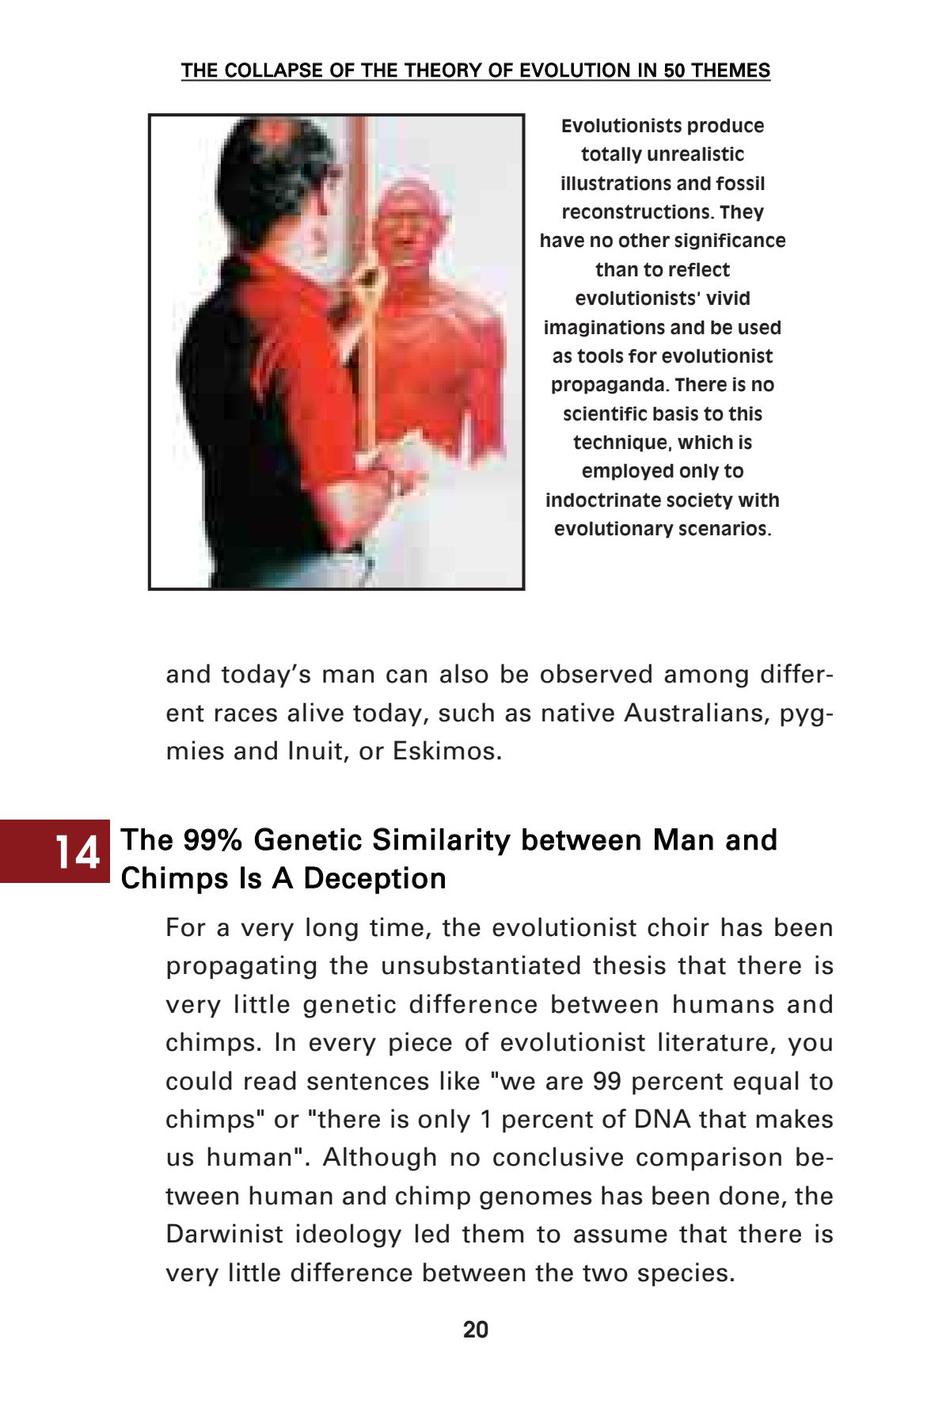 THE COLLAPSE OF THE THEORY OF EVOLUTION IN 50 THEMES
Evolutionists produce
totally unrealistic
illustrations and fossil
reconstructions. They
have no other significance
than to reflect
evolutionists' vivid
imaginations and be used
as tools for evolutionist
propaganda. There is no
scientific basis to this
technique, which is
employed only to
indoctrinate society with
evolutionary scenarios.
and today’s man can also be observed among differ-
ent races alive today, such as native Australians, pyg-
mies and Inuit, or Eskimos.
14
The 99% Genetic Similarity between Man and
Chimps Is A Deception
For a very long time, the evolutionist choir has been
propagating the unsubstantiated thesis that there is
very little genetic difference between humans and
chimps. In every piece of evolutionist literature, you
could read sentences like "we are 99 percent equal to
chimps" or "there is only 1 percent of DNA that makes
us human". Although no conclusive comparison be-
tween human and chimp genomes has been done, the
Darwinist ideology led them to assume that there is
very little difference between the two species.
20